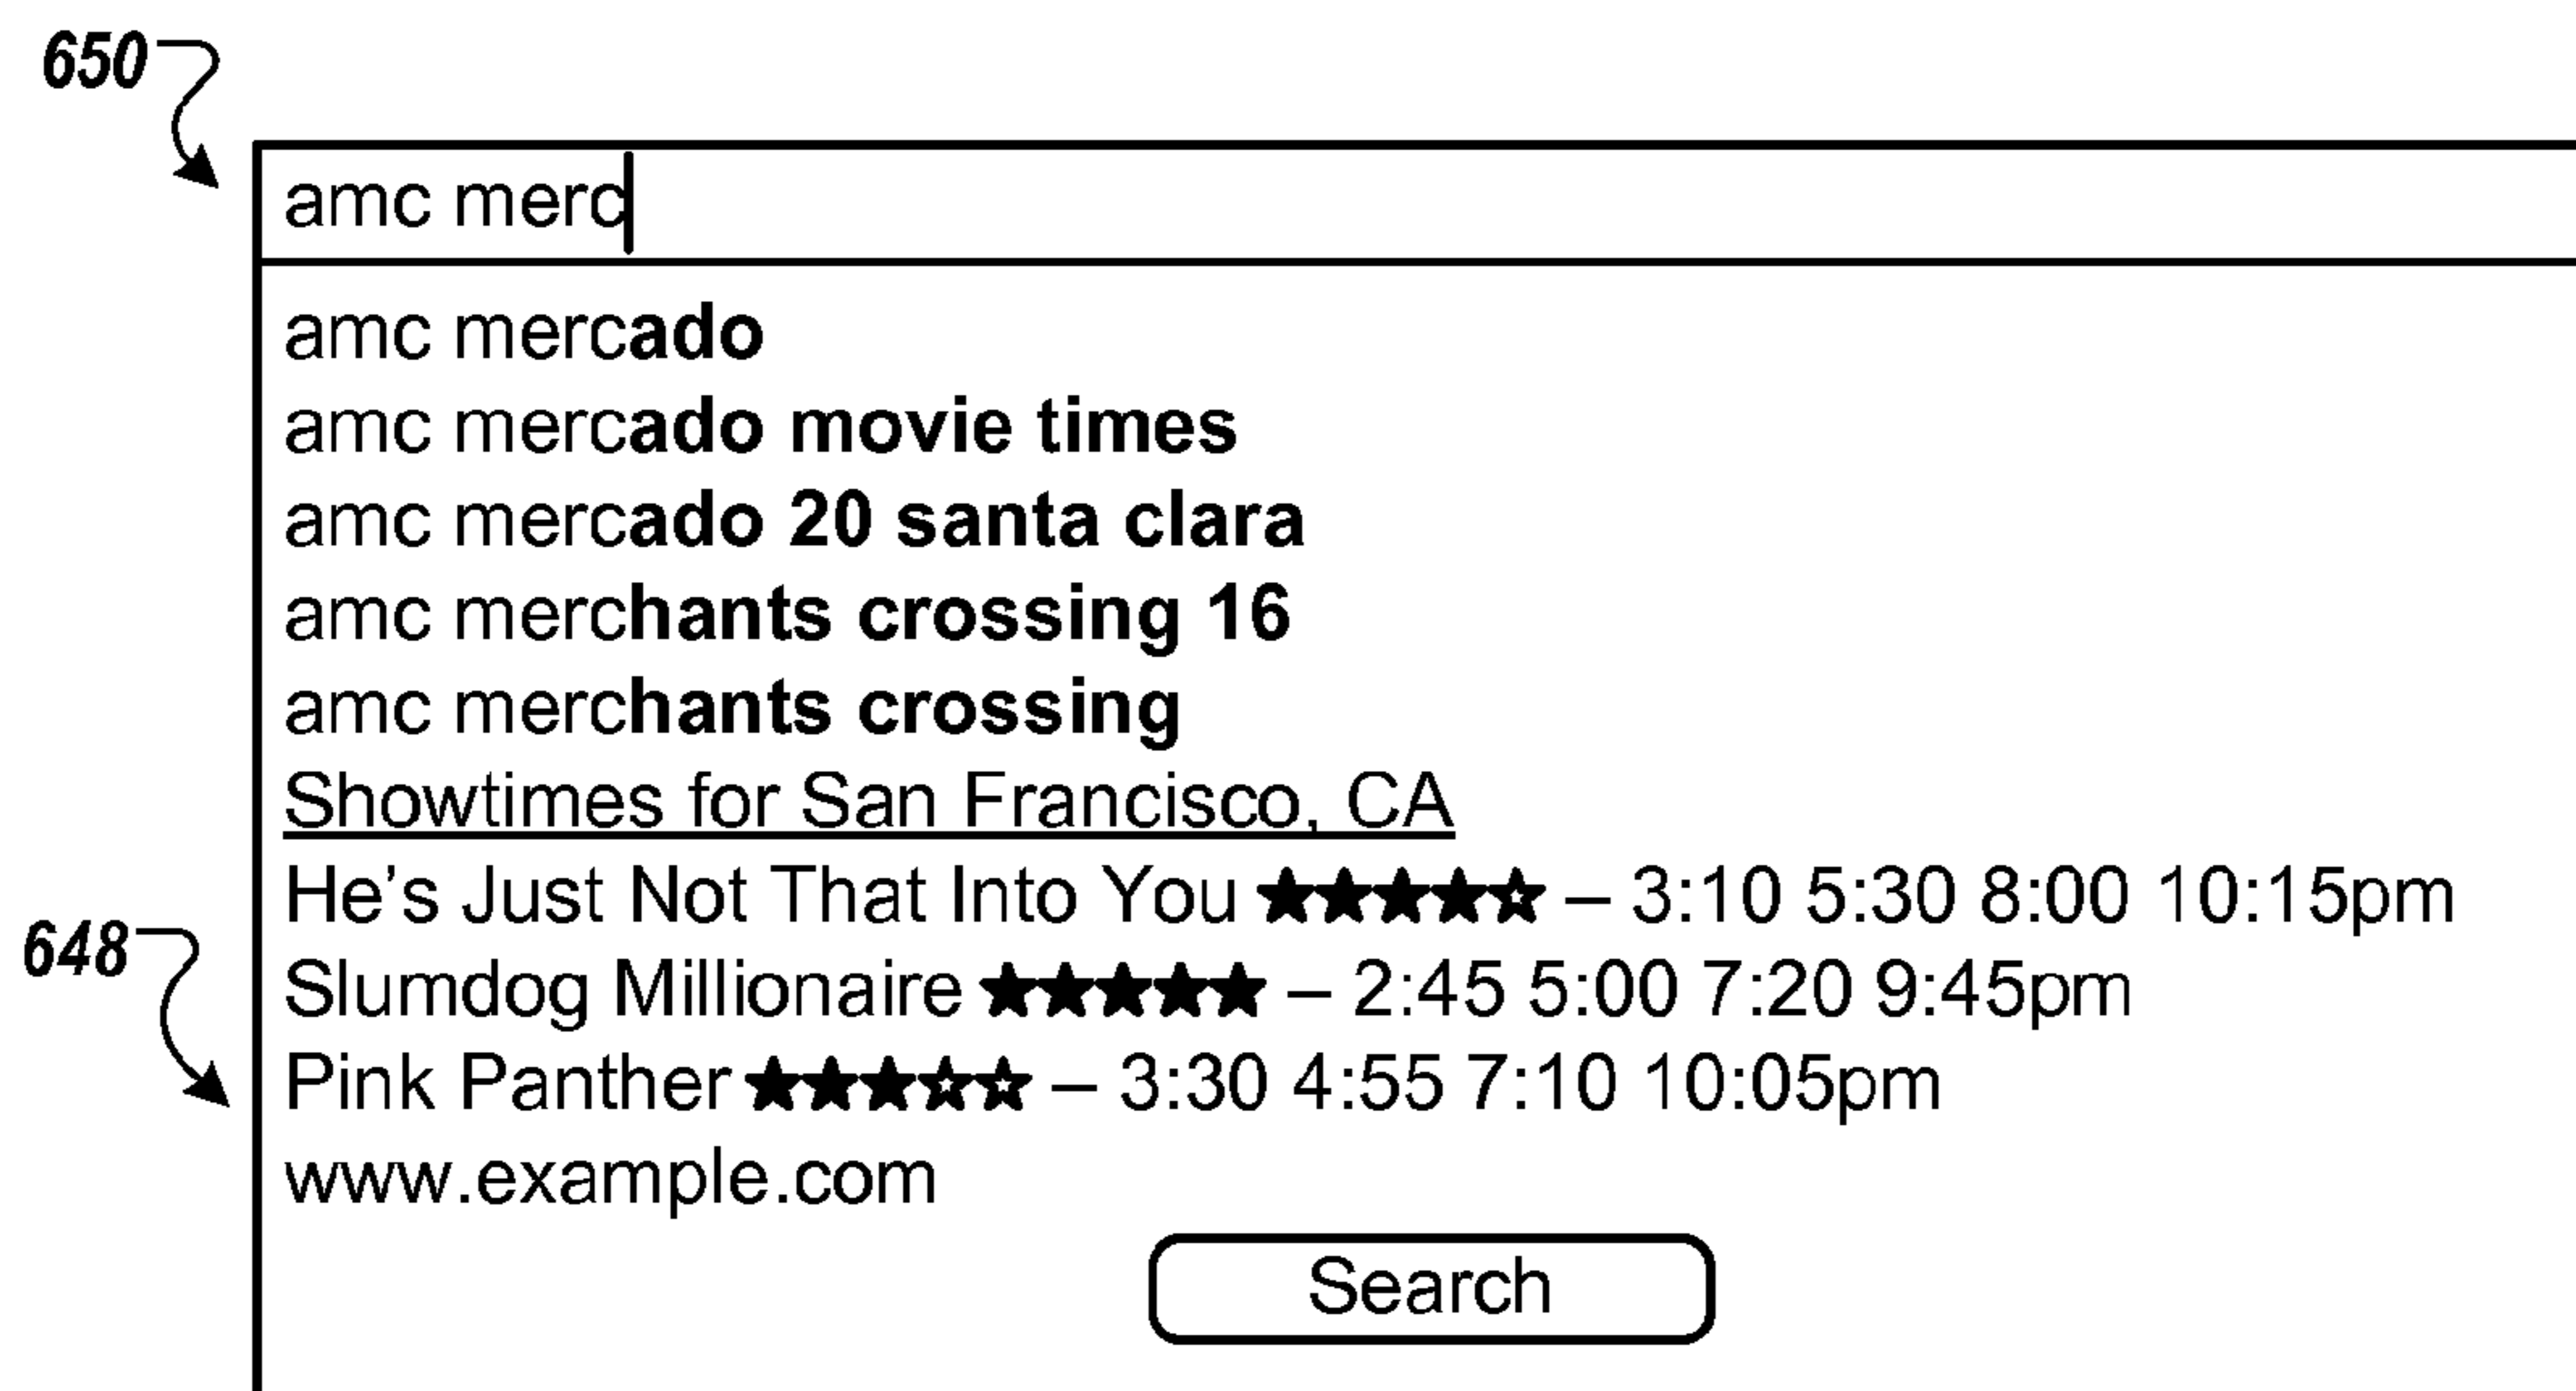 650
amc merc
amc mercado
amc mercado movie times
amc mercado 20 santa clara
amc merchants crossing 16
amc merchants crossing
Showtimes for San Francisco, CA
He's Just Not That Into You ★★★★☆ – 3:10 5:30 8:00 10:15pm
648
Slumdog Millionaire ★★★★★ – 2:45 5:00 7:20 9:45pm
Pink Panther ★★★☆☆ – 3:30 4:55 7:10 10:05pm
www.example.com
Search